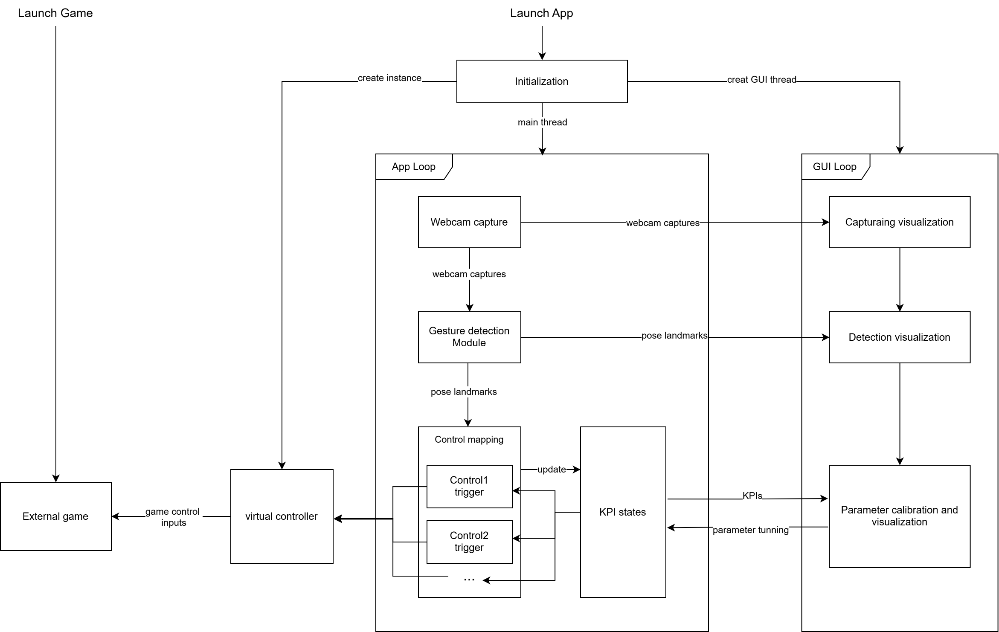 Launch Game
Launch App
create instance
Initialization
creat GUI thread
main thread
App Loop
GUI Loop
Webcam capture
webcam captures
Capturaing visualization
webcam captures
Gesture detection
Module
pose landmarks
Detection visualization
pose landmarks
Control mapping
Control1
trigger
update
Control2
trigger
...
KPI states
KPIs
parameter tunning
Parameter calibration and
visualization
External game
game control
inputs
virtual controller